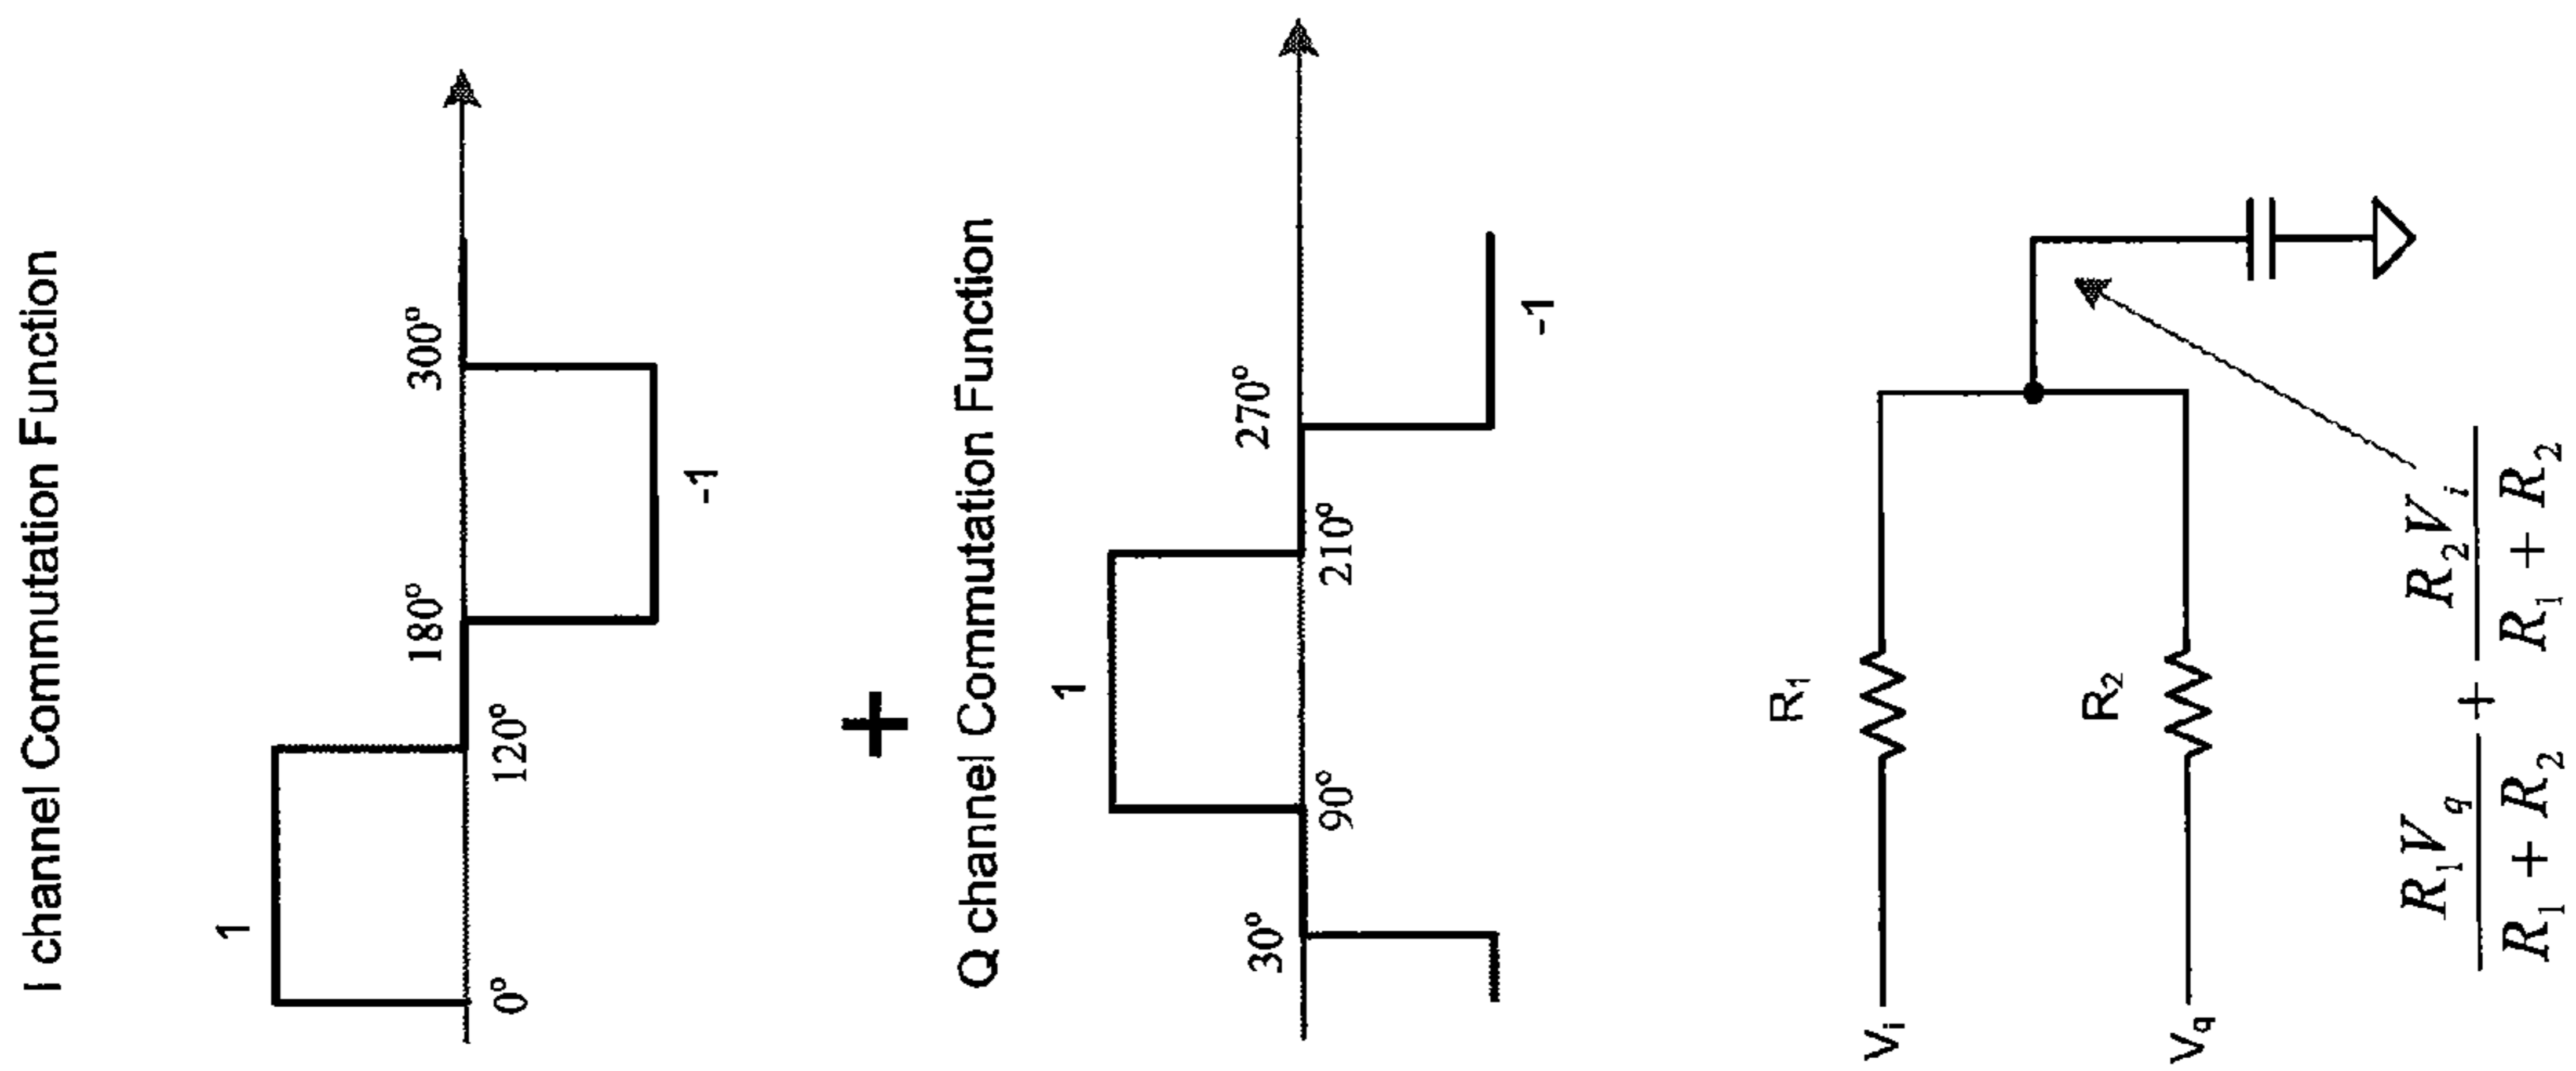 I channel Commutation Function
1
0°
120°
180°
300°
-1
+
Q channel Commutation Function
1
30°
90°
210°
270°
-1
Vi
R1
Vq
R2
R1Vq / R1 + R2 + R2Vi / R1 + R2